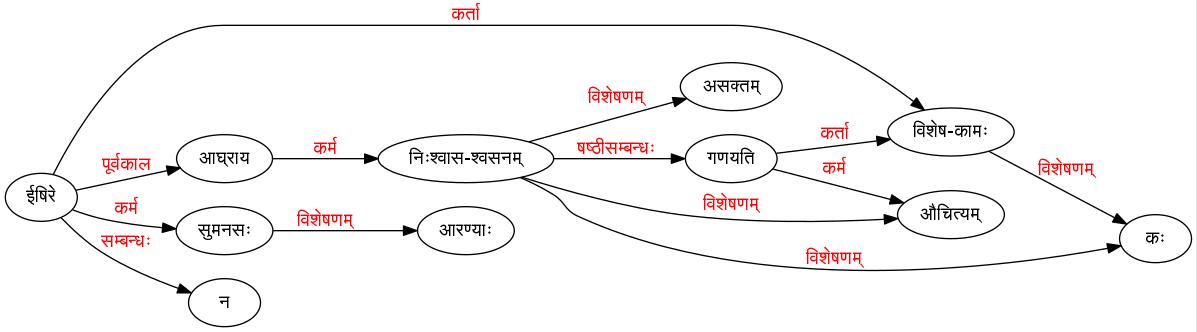 कर्ता
असक्तम्
विशेषणम्
कर्ता
विशेष-कामः
पूर्वकाल
आघ्राय
कर्म
निःश्वास-श्वसनम्
षष्ठीसम्बन्धः
गणयति
कर्म
विशेषणम्
ईषिरे
कर्म
सुमनसः
विशेषणम्
आरण्याः
विशेषणम्
औचित्यम्
सम्बन्धः
विशेषणम्
कः
न